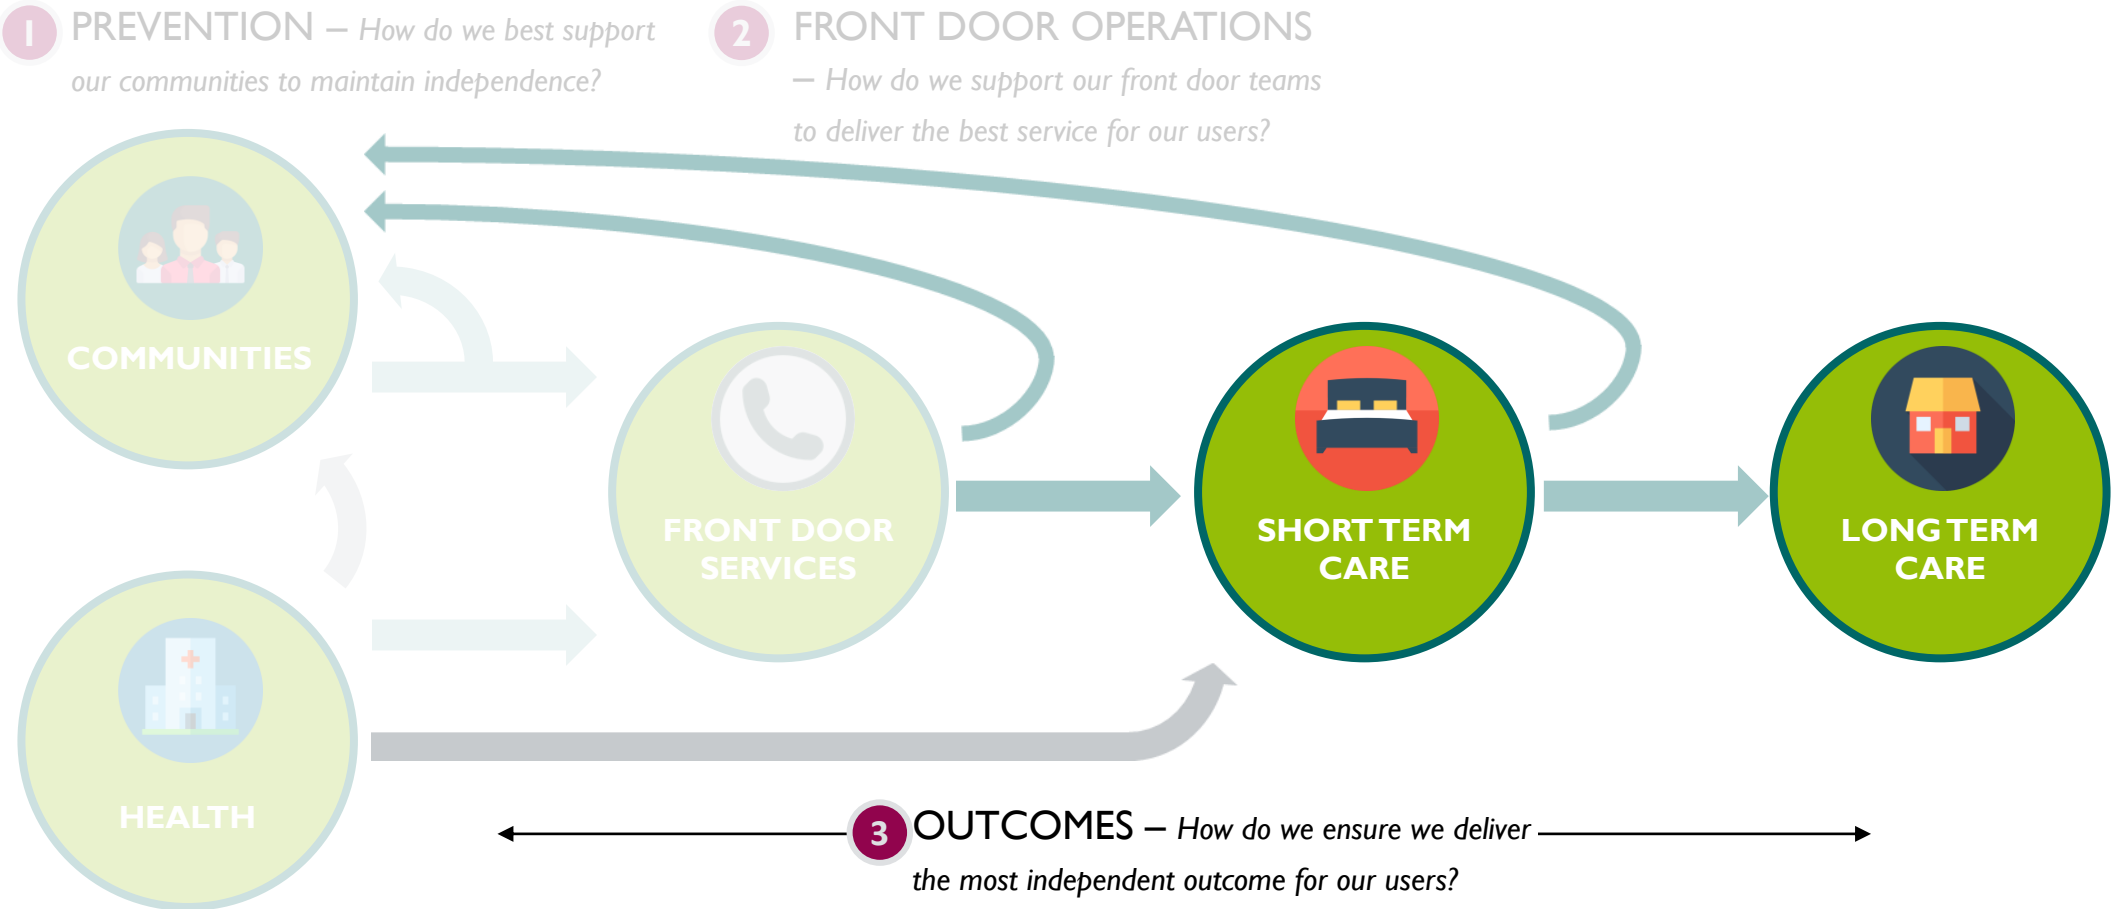 1 PREVENTION – How do we best support
our communities to maintain independence?
2 FRONT DOOR OPERATIONS
– How do we support our front door teams
to deliver the best service for our users?
COMMUNITIES
FRONT DOOR
SERVICES
SHORT TERM
CARE
LONG TERM
CARE
HEALTH
3 OUTCOMES – How do we ensure we deliver
the most independent outcome for our users?